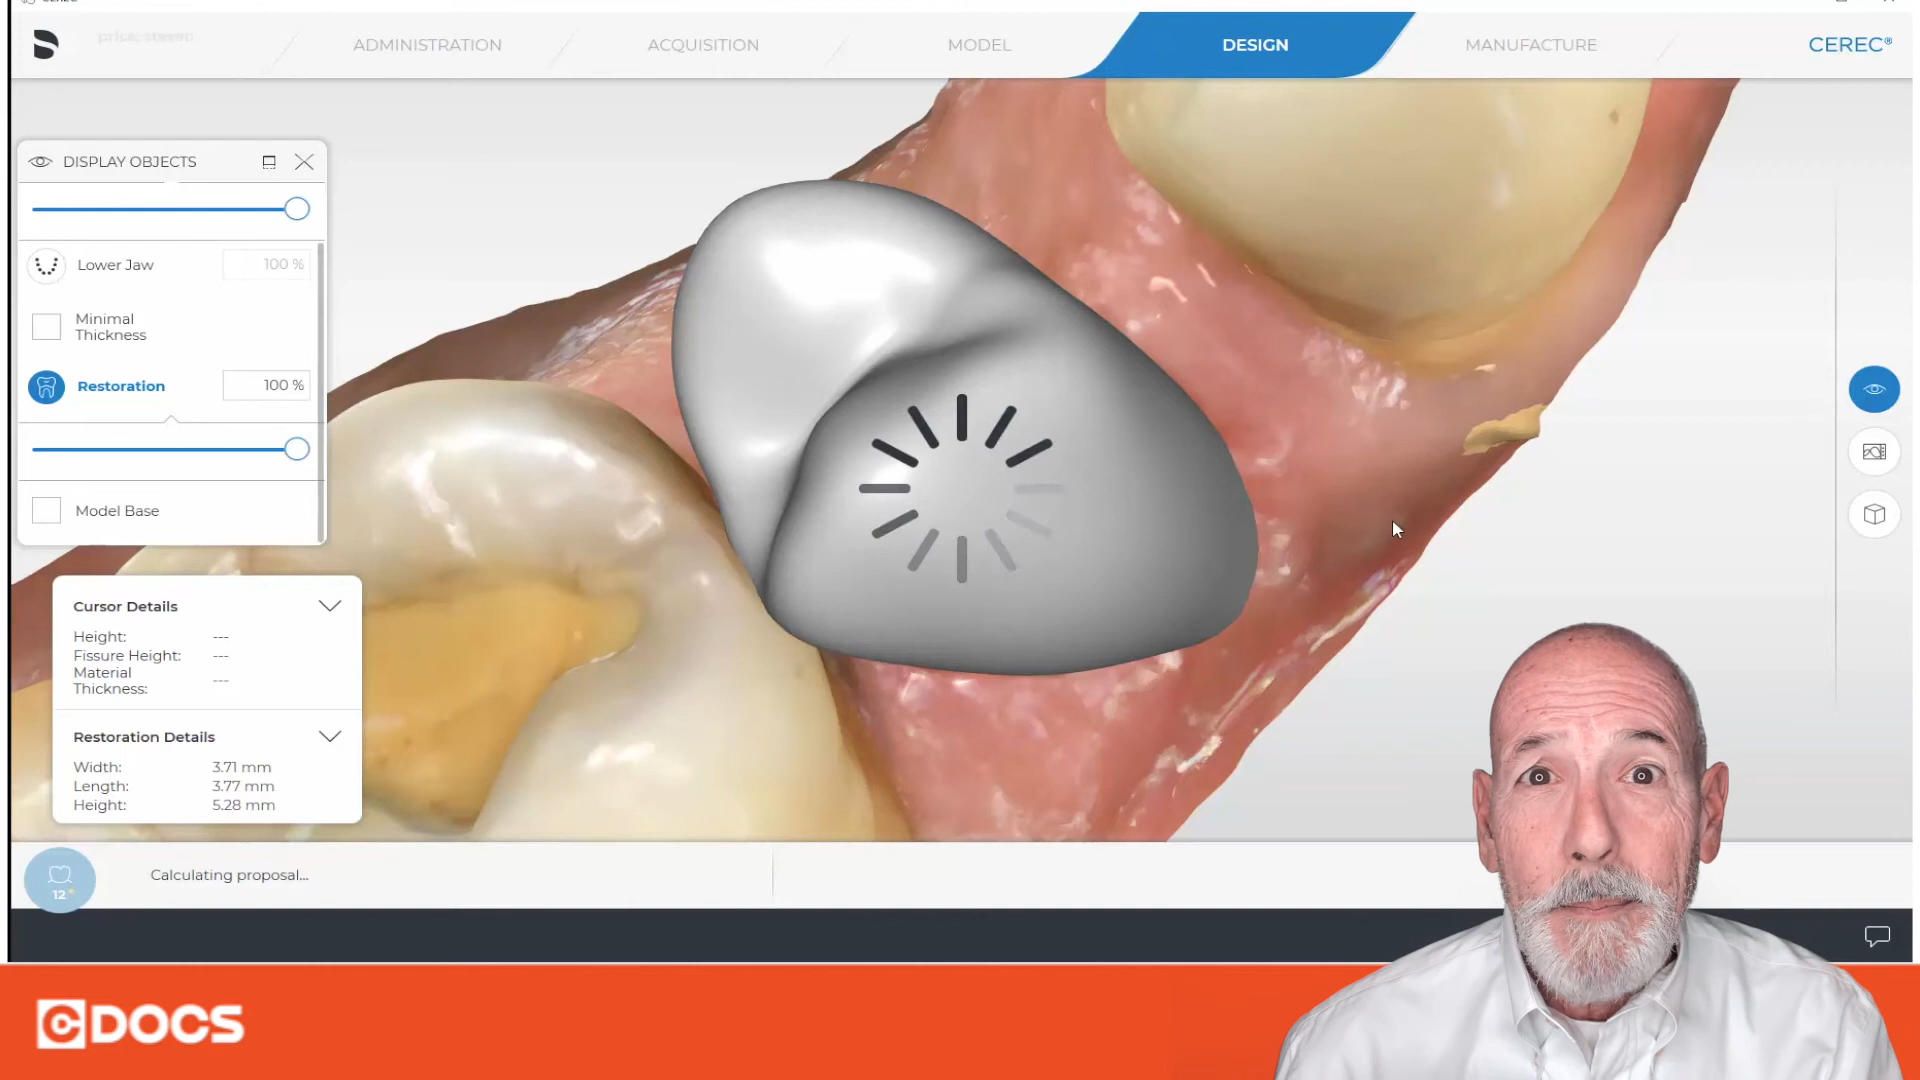 CEREC
ADMINISTRATION
ACQUISITION
MODEL
DESIGN
MANUFACTURE
CEREC®
DISPLAY OBJECTS
Lower Jaw
100 %
Minimal
Thickness
Restoration
100 %
Model Base
Cursor Details
Height: ---
Fissure Height: ---
Material
Thickness: ---
Restoration Details
Width: 3.71 mm
Length: 3.77 mm
Height: 5.28 mm
12
Calculating proposal...
C DOCS